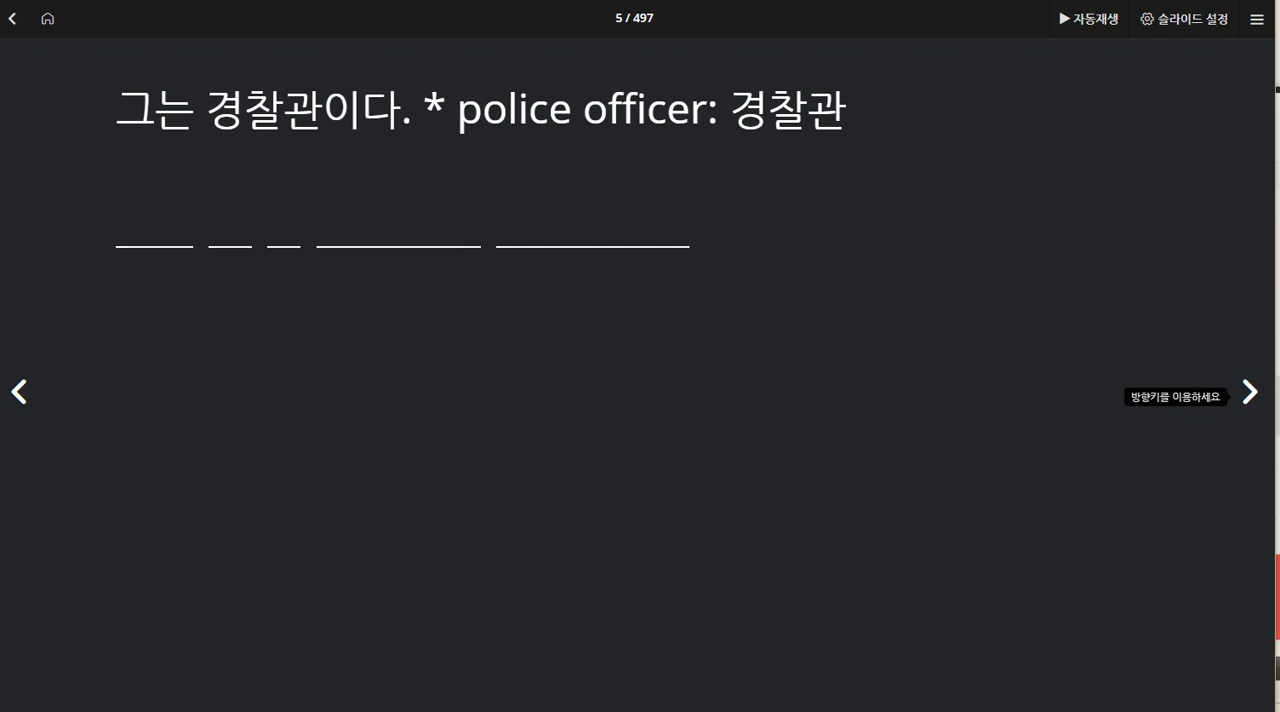 5 / 497
▶ 자동재생
슬라이드 설정
그는 경찰관이다. * police officer: 경찰관
방향키를 이용하세요